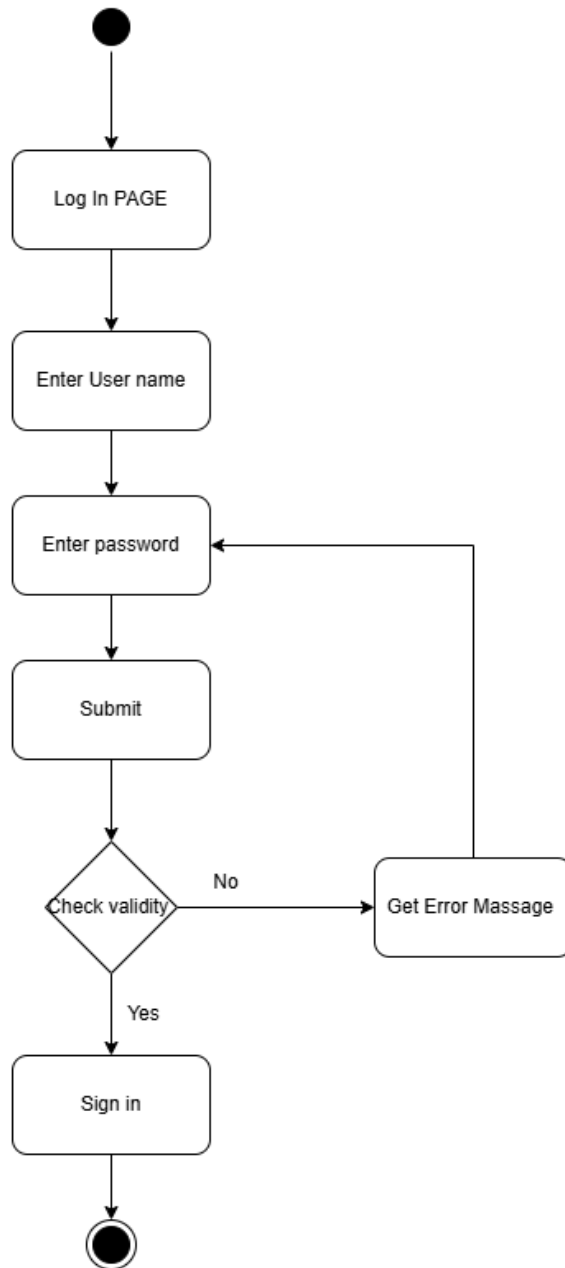 Log In PAGE
Enter User name
Enter password
Submit
Check validity
No
Get Error Massage
Yes
Sign in